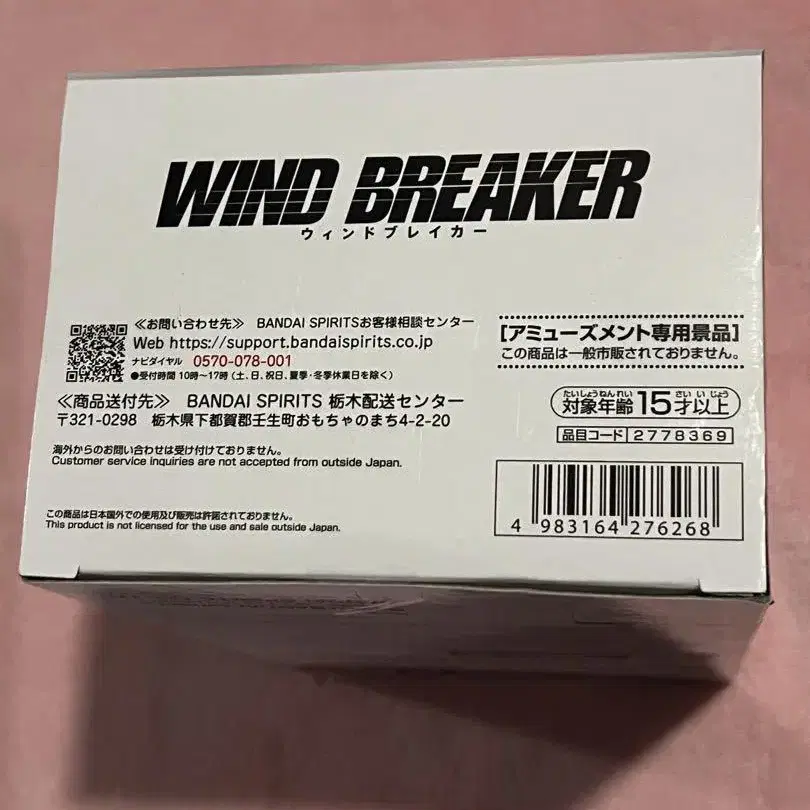 WIND BREAKER
ウィンドブレイカー
≪お問い合わせ先≫ BANDAI SPIRITSお客様相談センター
Web https://support.bandaispirits.co.jp
ナビダイヤル 0570-078-001
●受付時間 10時～17時 (土、日、祝日、夏季・冬季休業日を除く)
≪商品送付先≫ BANDAI SPIRITS 栃木配送センター
〒321-0298 栃木県下都賀郡壬生町おもちゃのまち4-2-20
海外からのお問い合わせは受け付けておりません。
Customer service inquiries are not accepted from outside Japan.
この商品は日本国外での使用及び販売は許諾されておりません。
This product is not licensed for the use and sale outside Japan.
[アミューズメント専用景品]
この商品は一般市販されておりません。
たいしょうねんれい さい いじょう
対象年齢 15才以上
品目コード 2778369
4 983164 276268